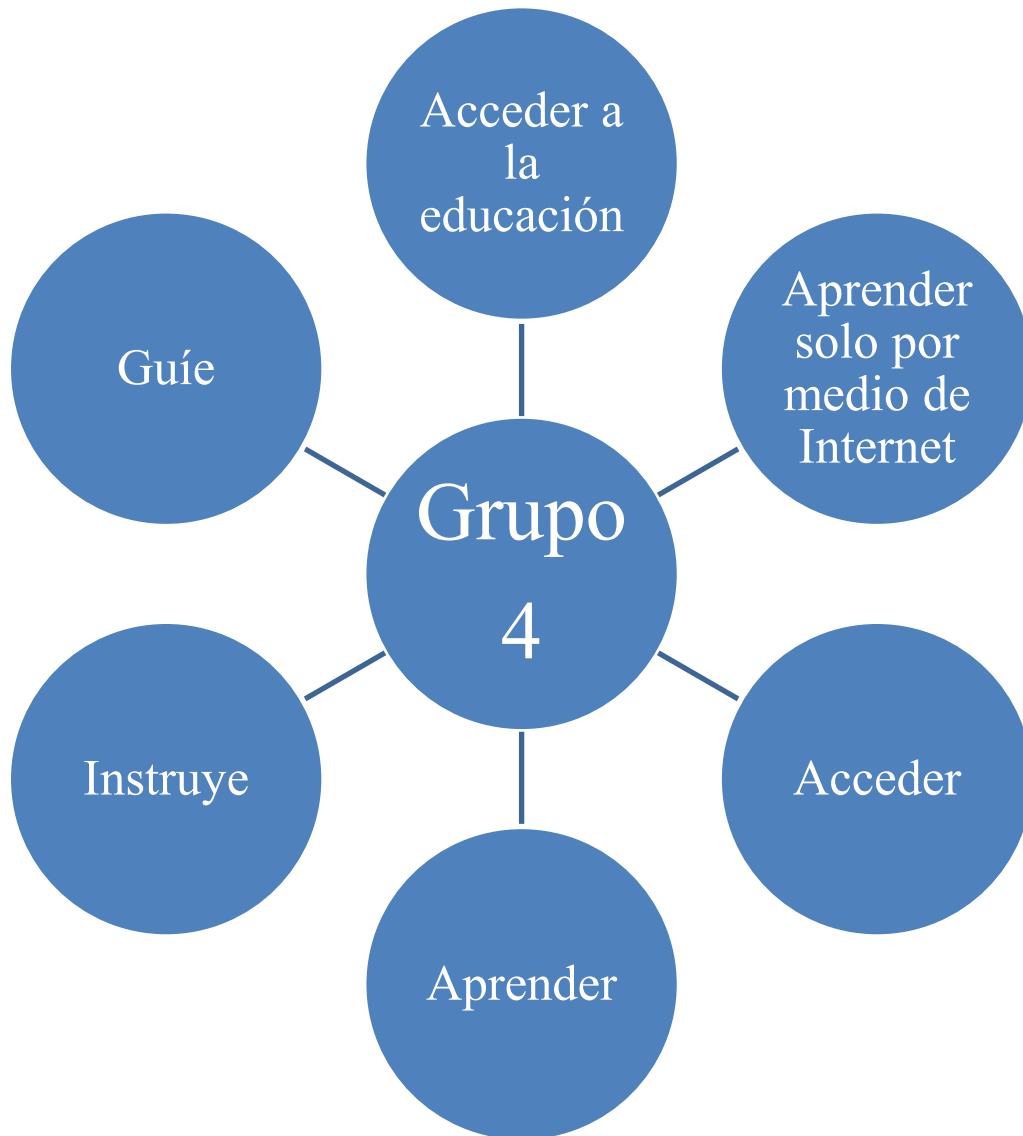 Acceder a
la
educación
Aprender
solo por
medio de
Internet
Guíe
Grupo
4
Instruye
Acceder
Aprender